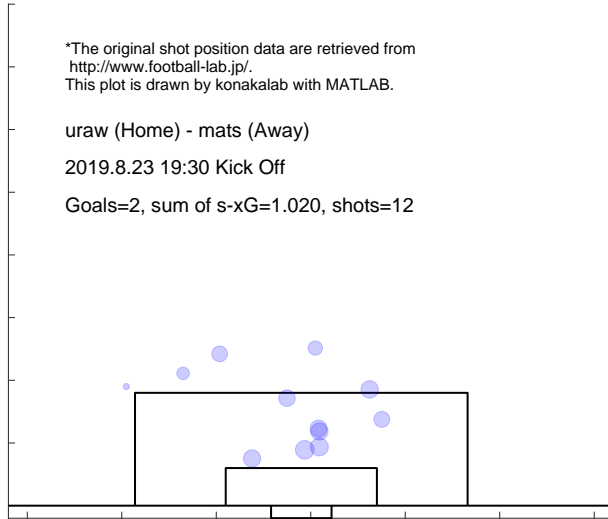 *The original shot position data are retrieved from
http://www.football-lab.jp/.
This plot is drawn by konakalab with MATLAB.
uraw (Home) - mats (Away)
2019.8.23 19:30 Kick Off
Goals=2, sum of s-xG=1.020, shots=12